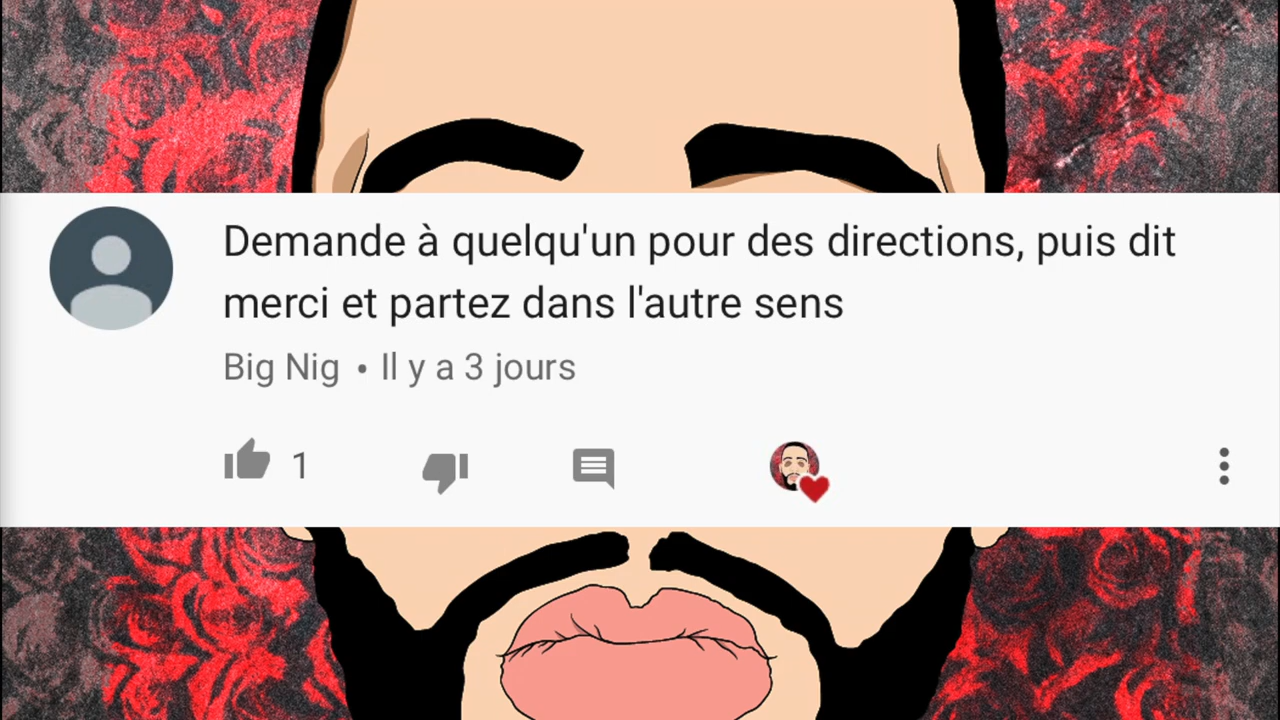 Demande à quelqu'un pour des directions, puis dit
merci et partez dans l'autre sens
Big Nig • Il y a 3 jours
1